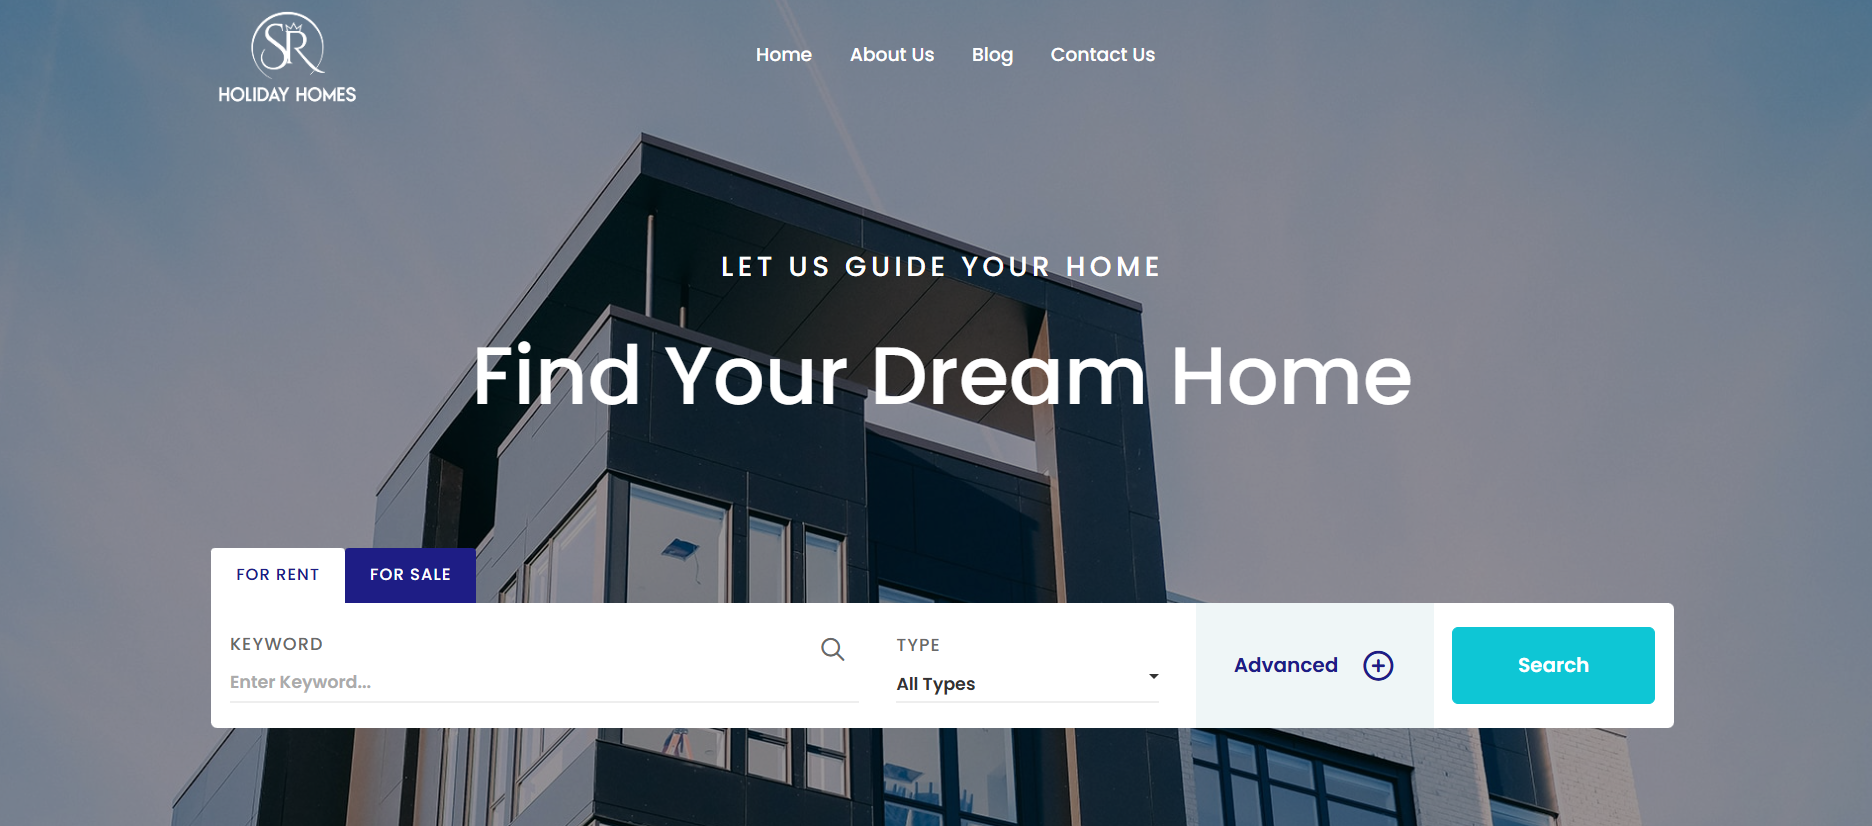 SR
HOLIDAY HOMES
Home About Us Blog Contact Us
LET US GUIDE YOUR HOME
Find Your Dream Home
FOR RENT FOR SALE
KEYWORD
Enter Keyword...
TYPE
All Types
Advanced
Search